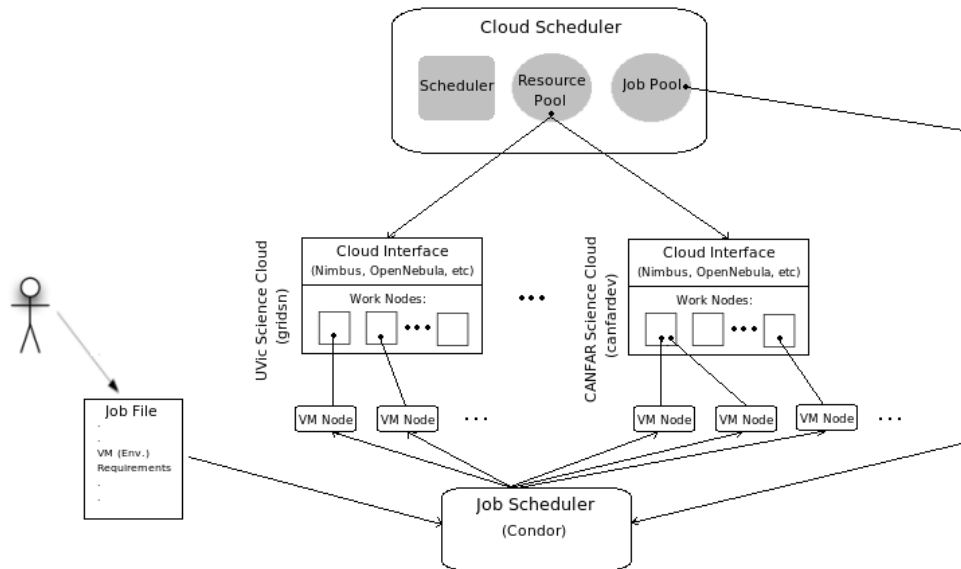 Cloud Scheduler
Scheduler
Resource
Pool
Job Pool
UVic Science Cloud
(gridsn)
Cloud Interface
(Nimbus, OpenNebula, etc)
Work Nodes:
...
...
CANFAR Science Cloud
(canfardev)
Cloud Interface
(Nimbus, OpenNebula, etc)
Work Nodes:
...
VM Node
VM Node
...
VM Node
VM Node
VM Node
...
Job File
.
.
VM (Env.)
Requirements
.
.
Job Scheduler
(Condor)